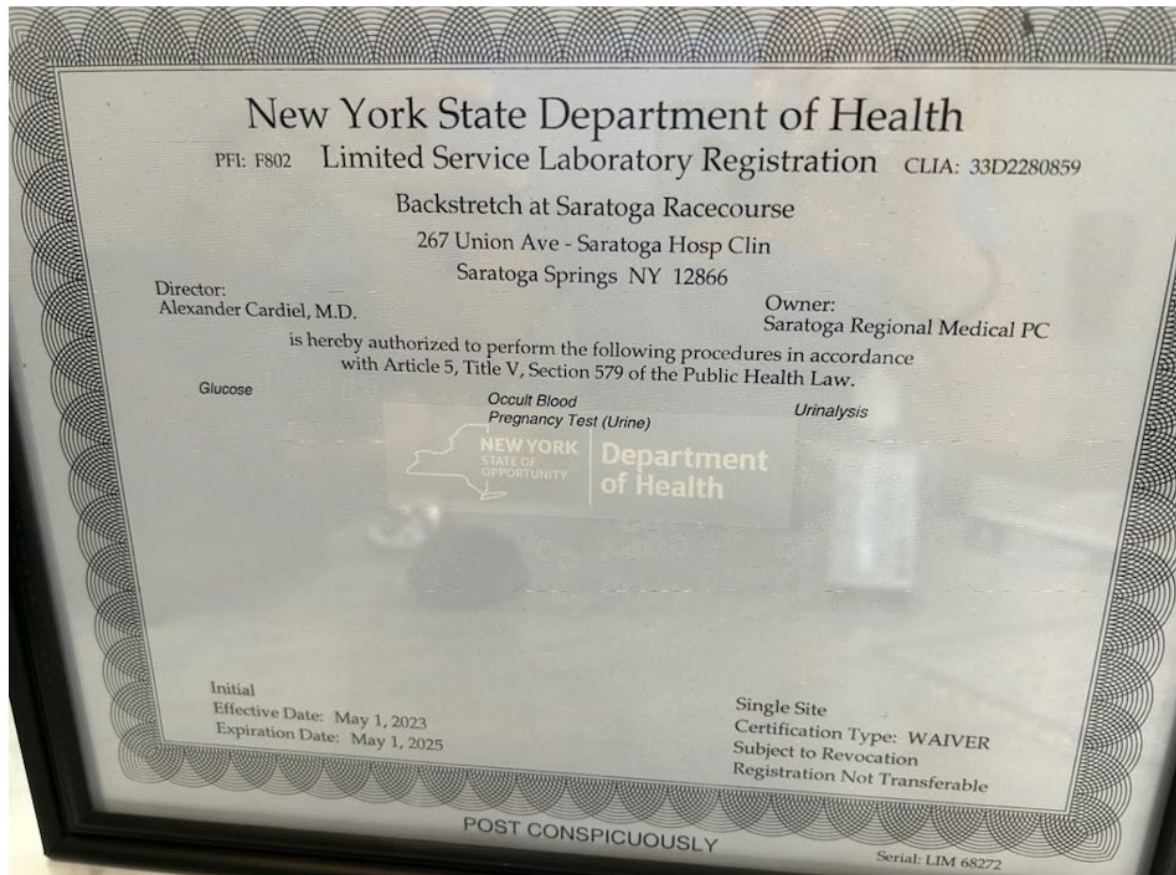 New York State Department of Health
PFI: F802 Limited Service Laboratory Registration CLIA: 33D2280859
Backstretch at Saratoga Racecourse
267 Union Ave - Saratoga Hosp Clin
Saratoga Springs NY 12866
Director:
Alexander Cardiel, M.D.
Owner:
Saratoga Regional Medical PC
is hereby authorized to perform the following procedures in accordance
with Article 5, Title V, Section 579 of the Public Health Law.
Glucose
Occult Blood
Pregnancy Test (Urine)
Urinalysis
NEW YORK
STATE OF
OPPORTUNITY
Department
of Health
Initial
Effective Date: May 1, 2023
Expiration Date: May 1, 2025
Single Site
Certification Type: WAIVER
Subject to Revocation
Registration Not Transferable
POST CONSPICUOUSLY
Serial: LIM 68272